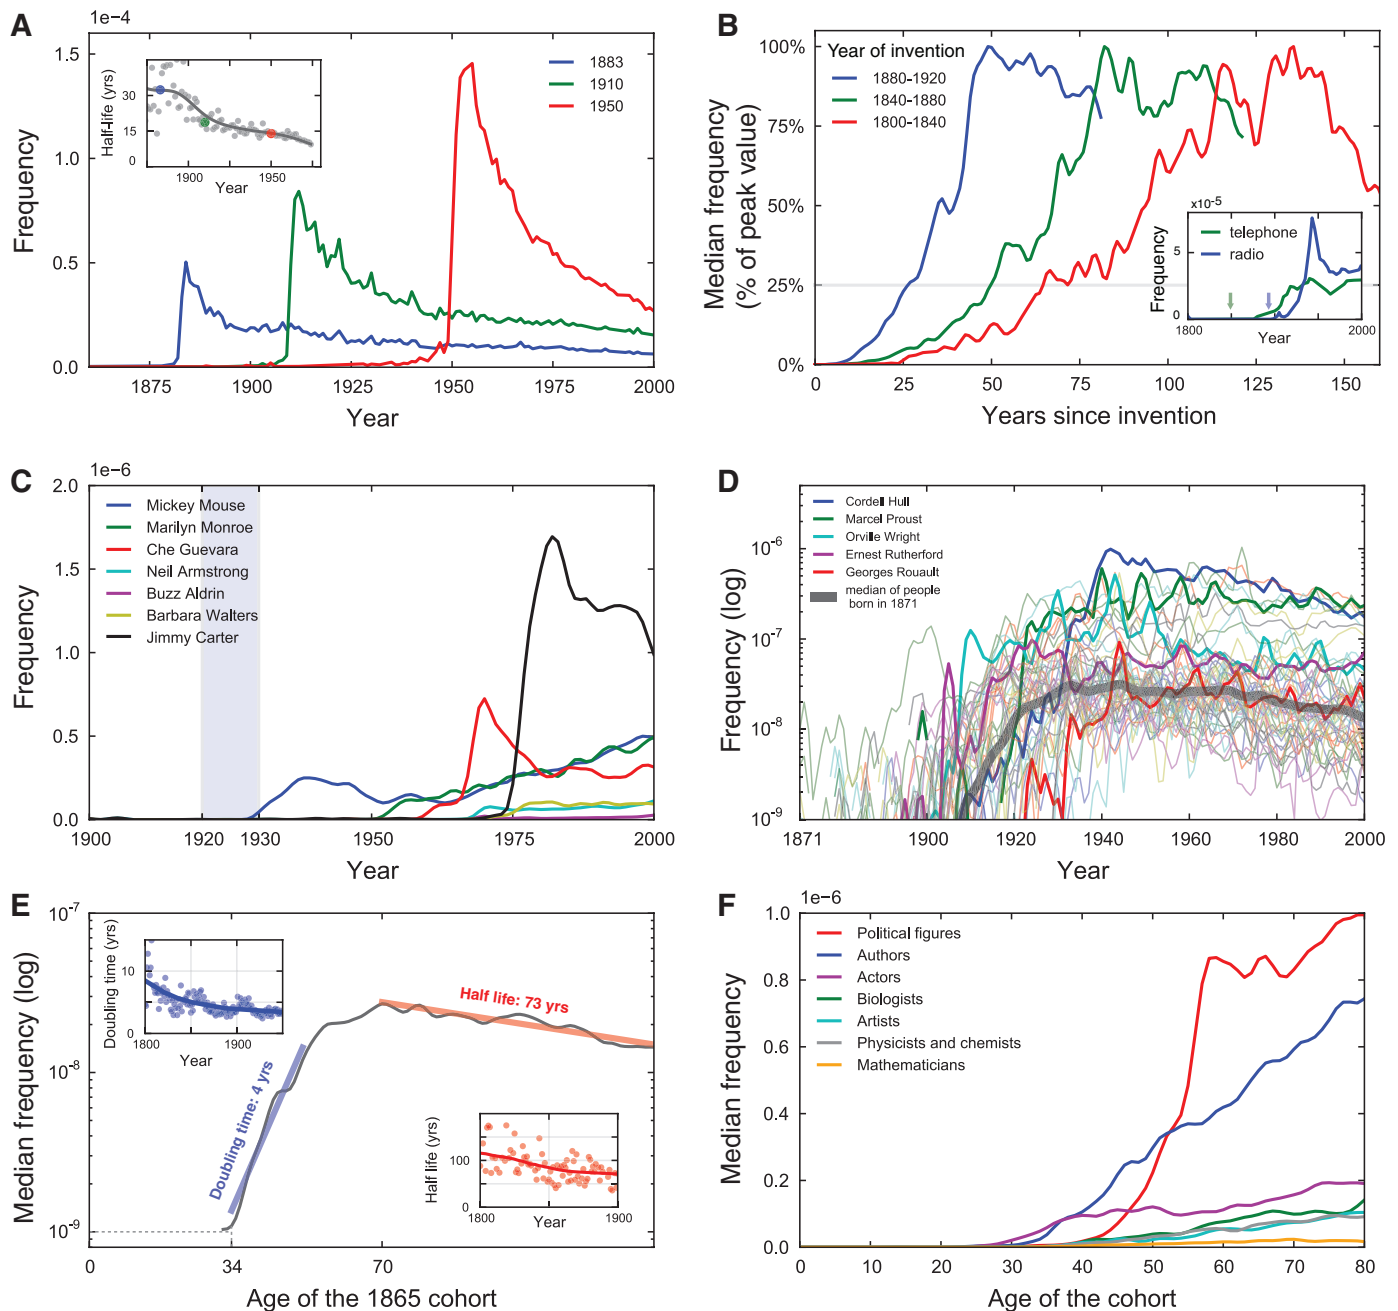 A
1e−4
Frequency
1.5
1.0
0.5
0.0
1883
1910
1950
Half-life (yrs)
30
15
0
1900
1950
Year
1875
1900
1925
1950
1975
2000
Year
B
Median frequency
(% of peak value)
100%
75%
50%
25%
0%
Year of invention
1880-1920
1840-1880
1800-1840
x10⁻⁵
Frequency
5
0
telephone
radio
1800
1900
2000
Year
0
25
50
75
100
125
150
Years since invention
C
1e−6
Frequency
2.0
1.5
1.0
0.5
0.0
Mickey Mouse
Marilyn Monroe
Che Guevara
Neil Armstrong
Buzz Aldrin
Barbara Walters
Jimmy Carter
1900
1920
1930
1950
1975
2000
Year
D
Frequency (log)
10⁻⁶
10⁻⁷
10⁻⁸
10⁻⁹
Cordell Hull
Marcel Proust
Orville Wright
Ernest Rutherford
Georges Rouault
median of people
born in 1871
1871
1900
1920
1940
1960
1980
2000
Year
E
Median frequency (log)
10⁻⁷
10⁻⁸
10⁻⁹
Doubling time (yrs)
10
0
1800
1900
Year
Doubling time: 4 yrs
Half life: 73 yrs
Half life (yrs)
100
0
1800
1900
Year
0
34
70
Age of the 1865 cohort
F
1e−6
Median frequency
1.0
0.8
0.6
0.4
0.2
0.0
Political figures
Authors
Actors
Biologists
Artists
Physicists and chemists
Mathematicians
0
10
20
30
40
50
60
70
80
Age of the cohort